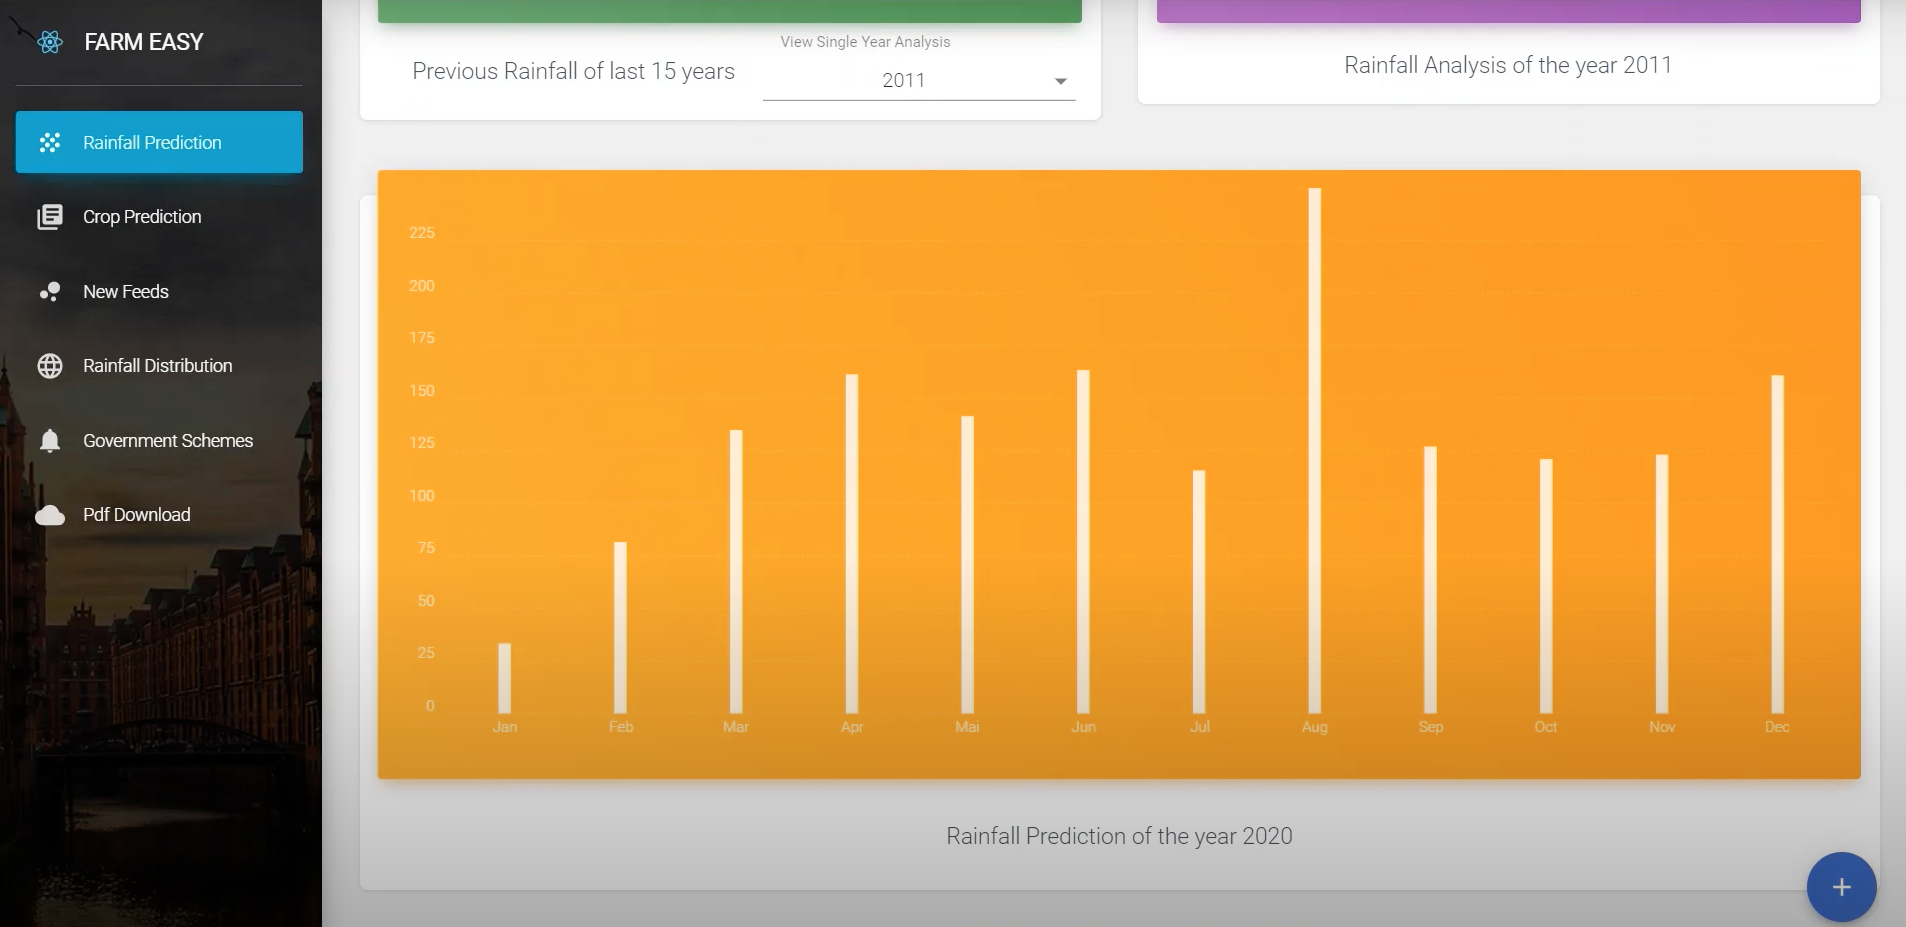 FARM EASY
Rainfall Prediction
Crop Prediction
New Feeds
Rainfall Distribution
Government Schemes
Pdf Download
View Single Year Analysis
Previous Rainfall of last 15 years
2011
Rainfall Analysis of the year 2011
225
200
175
150
125
100
75
50
25
0
Jan Feb Mar Apr Mai Jun Jul Aug Sep Oct Nov Dec
Rainfall Prediction of the year 2020
+